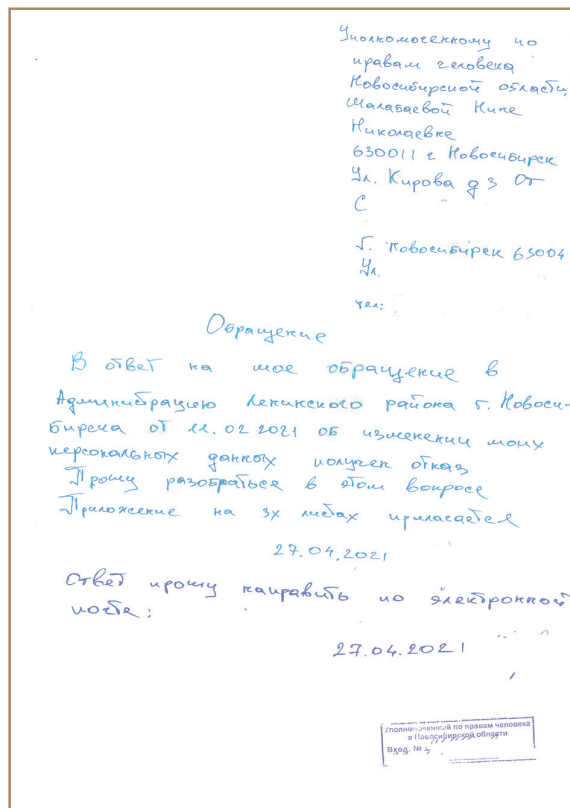 Уполномоченному по
правам человека
Новосибирской области
Шалабаевой Нине
Николаевне
630011 г Новосибирск
Ул. Кирова д 3 От
С
г. Новосибирск 63004
Ул.
тел:
Обращение
В ответ на мое обращение в
Администрацию Ленинского района г. Новоси-
бирска от 11.02 2021 об изменении моих
персональных данных получен отказ
Прошу разобраться в этом вопросе
Приложение на 3х листах прилагается
27.04.2021
Ответ прошу направить по электронной
почте:
27.04.2021
Уполномоченный по правам человека
в Новосибирской области
Вход. №